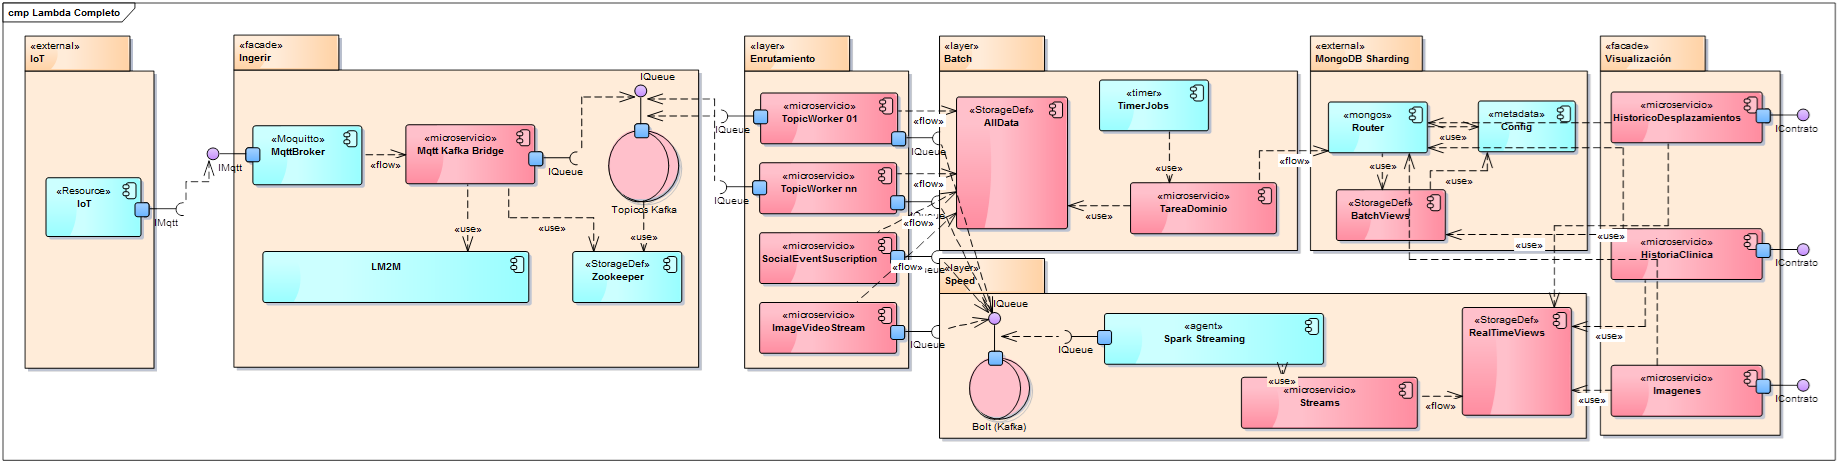 cmp Lambda Completo
«external»
IoT
«Resource»
IoT
IMqtt
IMqtt
«facade»
Ingerir
«Moquitto»
MqttBroker
«flow»
«microservicio»
Mqtt Kafka Bridge
IQueue
IQueue
Topicos Kafka
«use»
«use»
«use»
LM2M
«StorageDef»
Zookeeper
«layer»
Enrutamiento
«microservicio»
TopicWorker 01
IQueue
IQueue
«flow»
«microservicio»
TopicWorker nn
IQueue
IQueue
«flow»
«microservicio»
SocialEventSuscription
IQueue
«flow»
«microservicio»
ImageVideoStream
IQueue
«flow»
«layer»
Batch
«StorageDef»
AllData
«timer»
TimerJobs
«use»
«microservicio»
TareaDominio
«use»
«flow»
«layer»
Speed
IQueue
Bolt (Kafka)
IQueue
«agent»
Spark Streaming
«use»
«microservicio»
Streams
«flow»
«StorageDef»
RealTimeViews
«external»
MongoDB Sharding
«mongos»
Router
«metadata»
Config
«use»
«use»
«use»
«StorageDef»
BatchViews
«use»
«use»
«use»
«use»
«facade»
Visualización
«microservicio»
HistoricoDesplazamientos
IContrato
«microservicio»
HistoriaClinica
IContrato
«microservicio»
Imagenes
IContrato